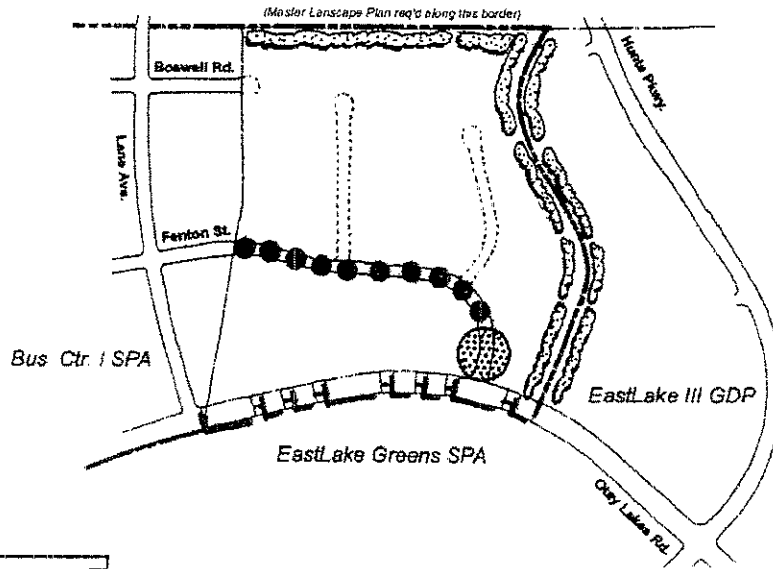 (Master Lanscape Plan req'd along this border)
Boswell Rd.
Hunte Pkwy.
Lane Ave.
Fenton St.
Bus Ctr. I SPA
EastLake III GDP
EastLake Greens SPA
Otay Lakes Rd.